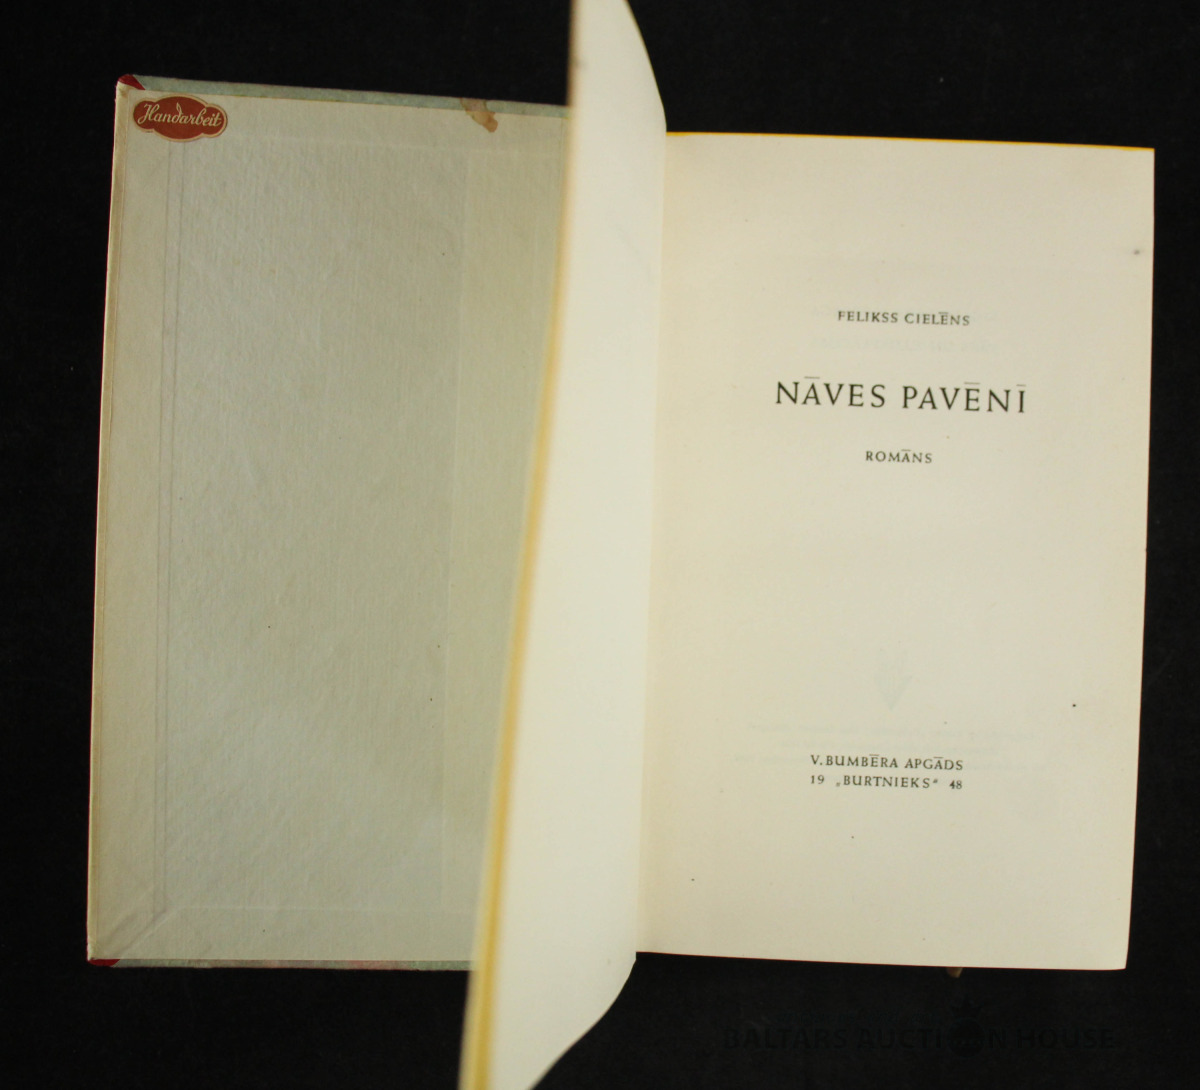 Handarbeit
FELIKSS CIELĒNS
NĀVES PAVĒNĪ
ROMĀNS
V. BUMBĒRA APGĀDS
19 „BURTNIEKS“ 48
BALTARS AUCTION HOUSE